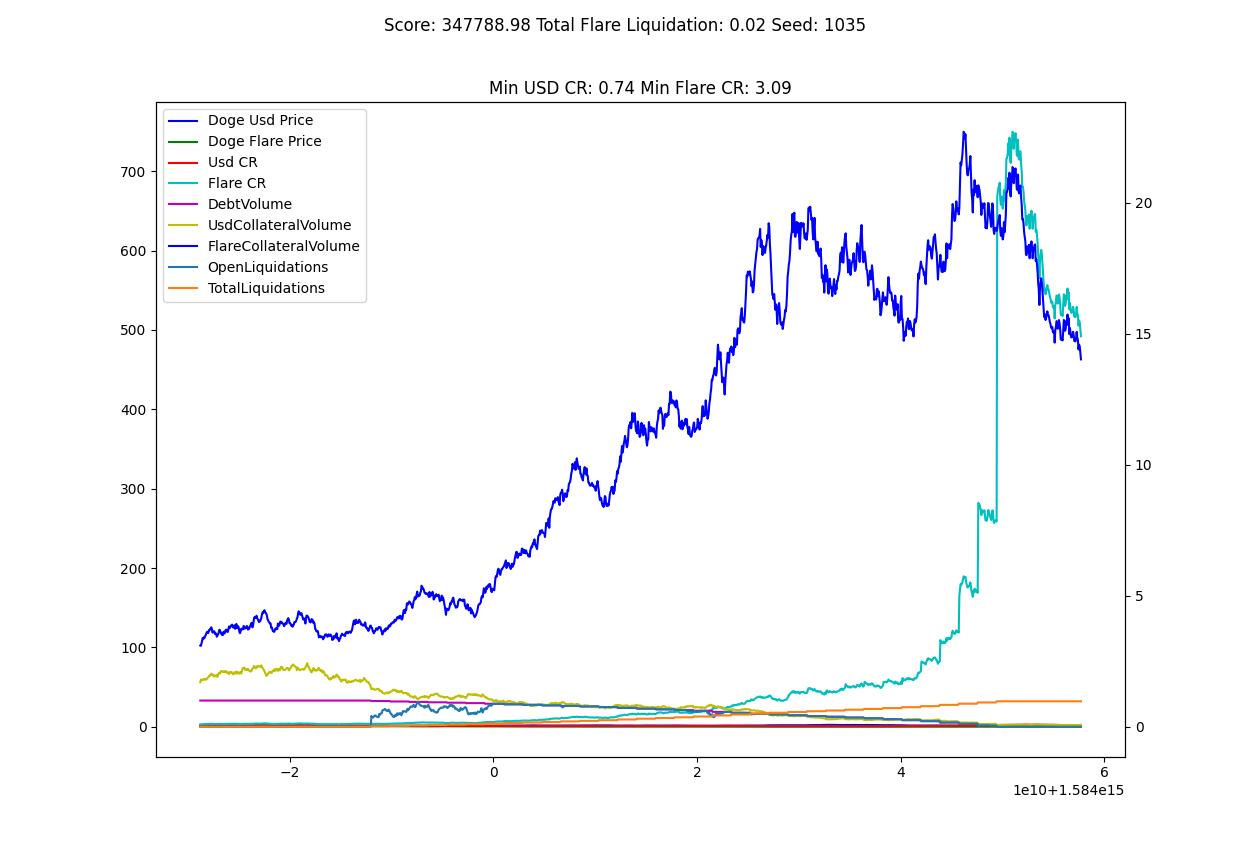 Score: 347788.98 Total Flare Liquidation: 0.02 Seed: 1035
Min USD CR: 0.74 Min Flare CR: 3.09
Doge Usd Price
Doge Flare Price
Usd CR
Flare CR
DebtVolume
UsdCollateralVolume
FlareCollateralVolume
OpenLiquidations
TotalLiquidations
700
600
500
400
300
200
100
0
20
15
10
5
0
−2 0 2 4 6
1e10+1.584e15